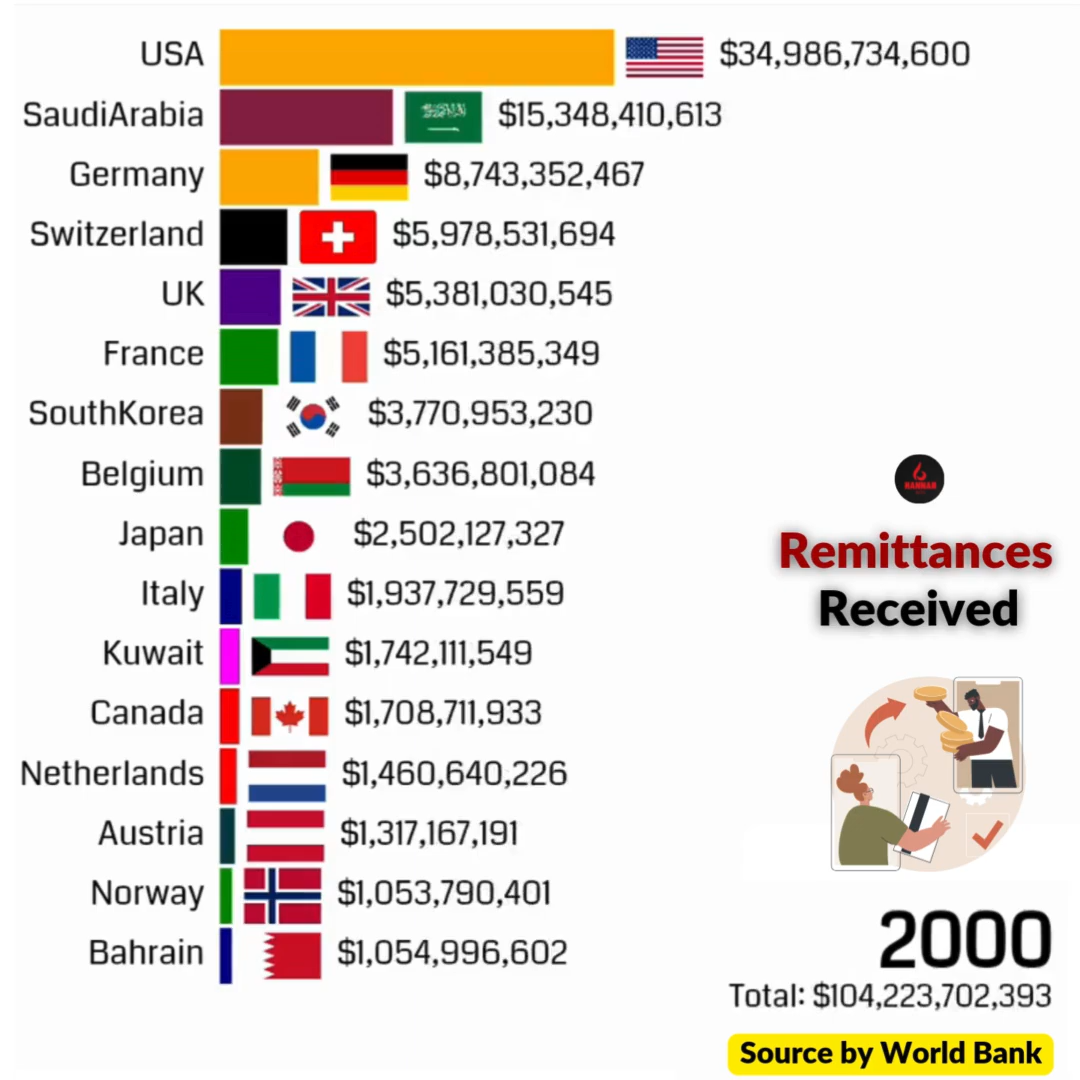 USA $34,986,734,600
SaudiArabia $15,348,410,613
Germany $8,743,352,467
Switzerland $5,978,531,694
UK $5,381,030,545
France $5,161,385,349
SouthKorea $3,770,953,230
Belgium $3,636,801,084
Japan $2,502,127,327
Italy $1,937,729,559
Kuwait $1,742,111,549
Canada $1,708,711,933
Netherlands $1,460,640,226
Austria $1,317,167,191
Norway $1,053,790,401
Bahrain $1,054,996,602
HANNAN
Remittances
Received
2000
Total: $104,223,702,393
Source by World Bank